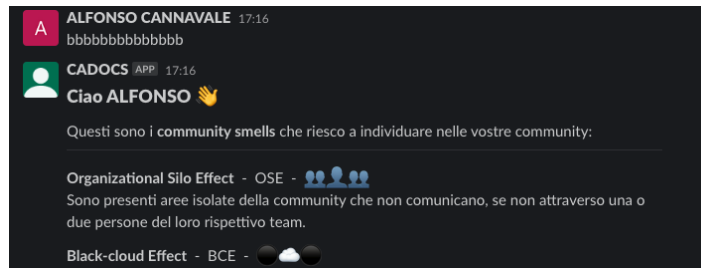 A
ALFONSO CANNAVALE 17:16
bbbbbbbbbbbbbb
CADOCS APP 17:16
Ciao ALFONSO 👋
Questi sono i community smells che riesco a individuare nelle vostre community:
Organizational Silo Effect - OSE - 👥👤👥
Sono presenti aree isolate della community che non comunicano, se non attraverso una o
due persone del loro rispettivo team.
Black-cloud Effect - BCE - ⚫☁️⚫